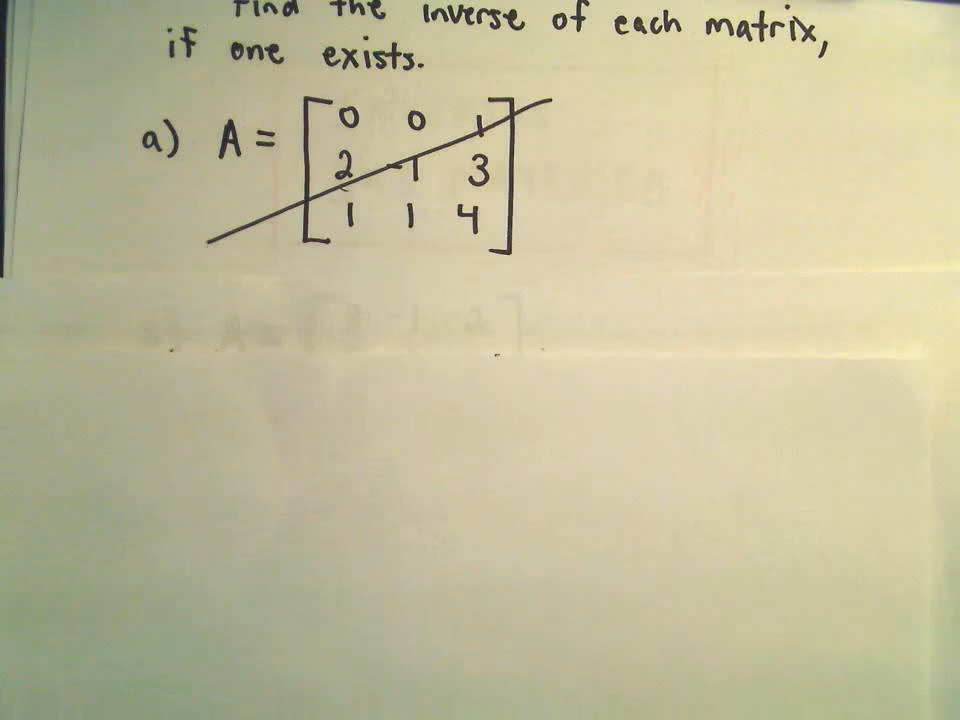 Find the inverse of each matrix,
if one exists.
a) A = [0 0 1
2 -1 3
1 1 4]